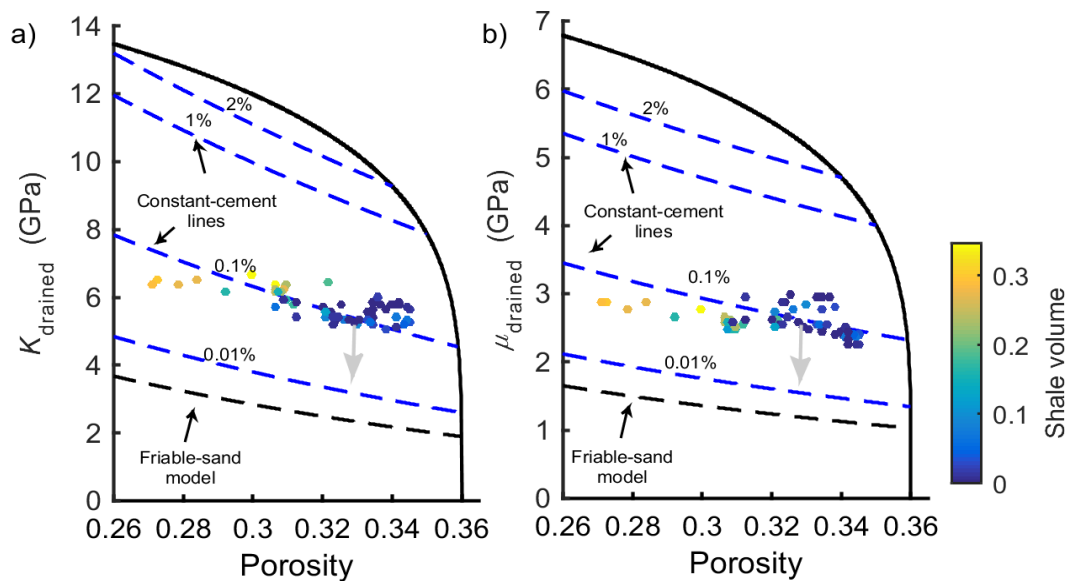 a)
14
12
10
8
6
4
2
0
K drained (GPa)
2%
1%
Constant-cement
lines
0.1%
0.01%
Friable-sand
model
0.26
0.28
0.3
0.32
0.34
0.36
Porosity
b)
7
6
5
4
3
2
1
0
μ drained (GPa)
2%
1%
Constant-cement
lines
0.1%
0.01%
Friable-sand
model
0.26
0.28
0.3
0.32
0.34
0.36
Porosity
0.3
0.2
0.1
0
Shale volume